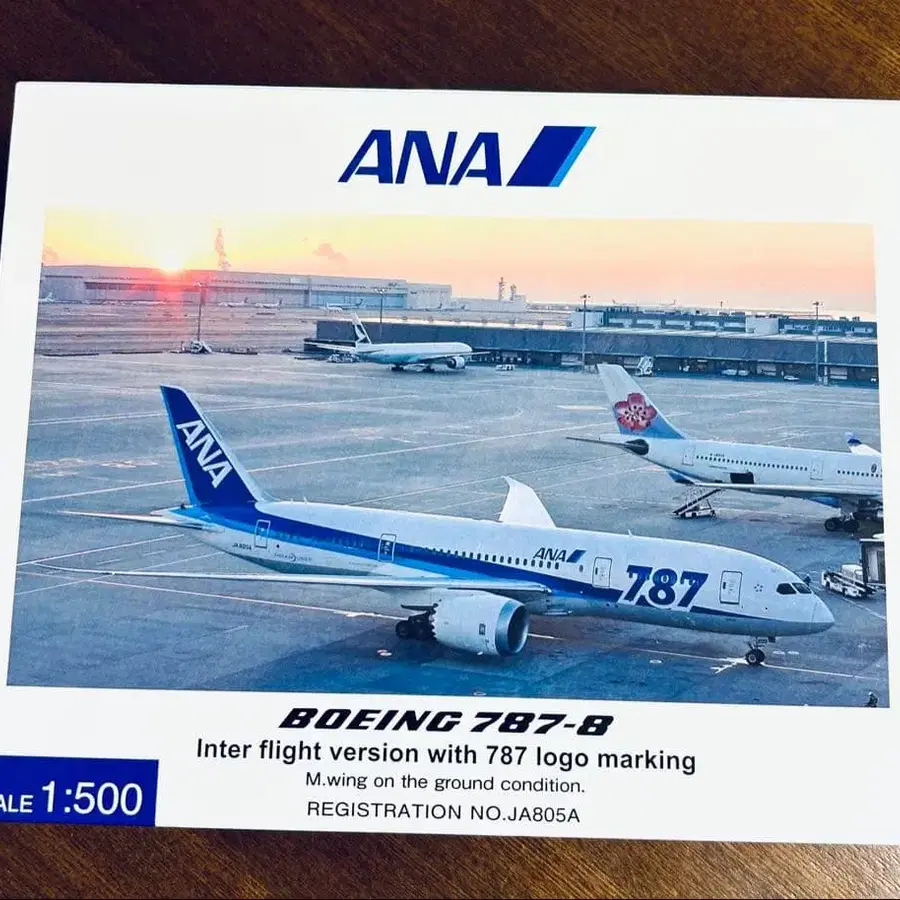 ANA
ANA
ANA
787
BOEING 787-8
Inter flight version with 787 logo marking
M.wing on the ground condition.
ALE 1:500
REGISTRATION NO.JA805A